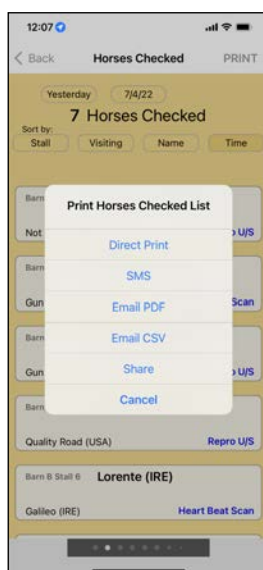 12:07
Back Horses Checked PRINT
Yesterday 7/4/22
7 Horses Checked
Sort by:
Stall Visiting Name Time
Barn
Print Horses Checked List
Not U/S
Direct Print
Barn
SMS
Gun Scan
Email PDF
Barn
Email CSV
Gun U/S
Share
Barn
Cancel
Quality Road (USA) Repro U/S
Barn B Stall 6 Lorente (IRE)
Galileo (IRE) Heart Beat Scan